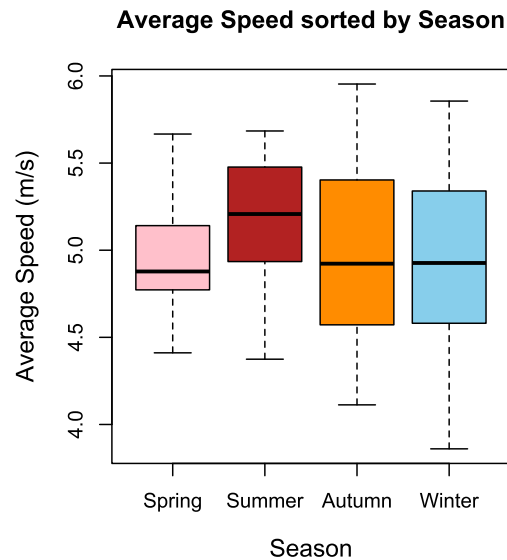 Average Speed sorted by Season
Average Speed (m/s)
6.0
5.5
5.0
4.5
4.0
Spring Summer Autumn Winter
Season